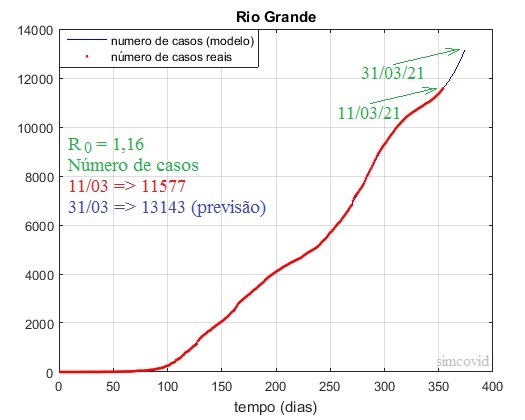 Rio Grande
14000
numero de casos (modelo)
número de casos reais
12000
31/03/21
11/03/21
10000
R0 = 1,16
Número de casos
8000
11/03 => 11577
31/03 => 13143 (previsão)
6000
4000
2000
simcovid
0
0 50 100 150 200 250 300 350 400
tempo (dias)